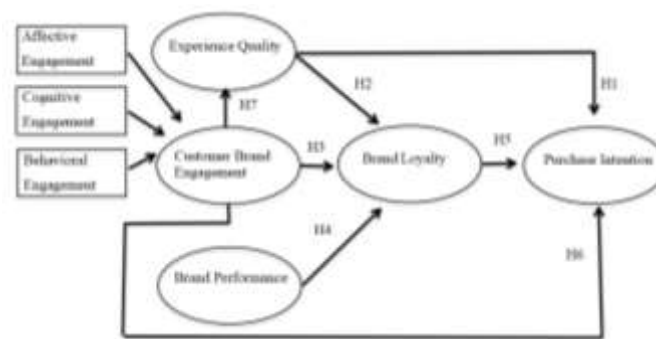 Affective
Engagement
Experience Quality
H2
H1
Cognitive
Engagement
H7
Behavioral
Engagement
Customer Brand
Engagement
H3
Brand Loyalty
H5
Purchase Intention
H4
Brand Performance
H6